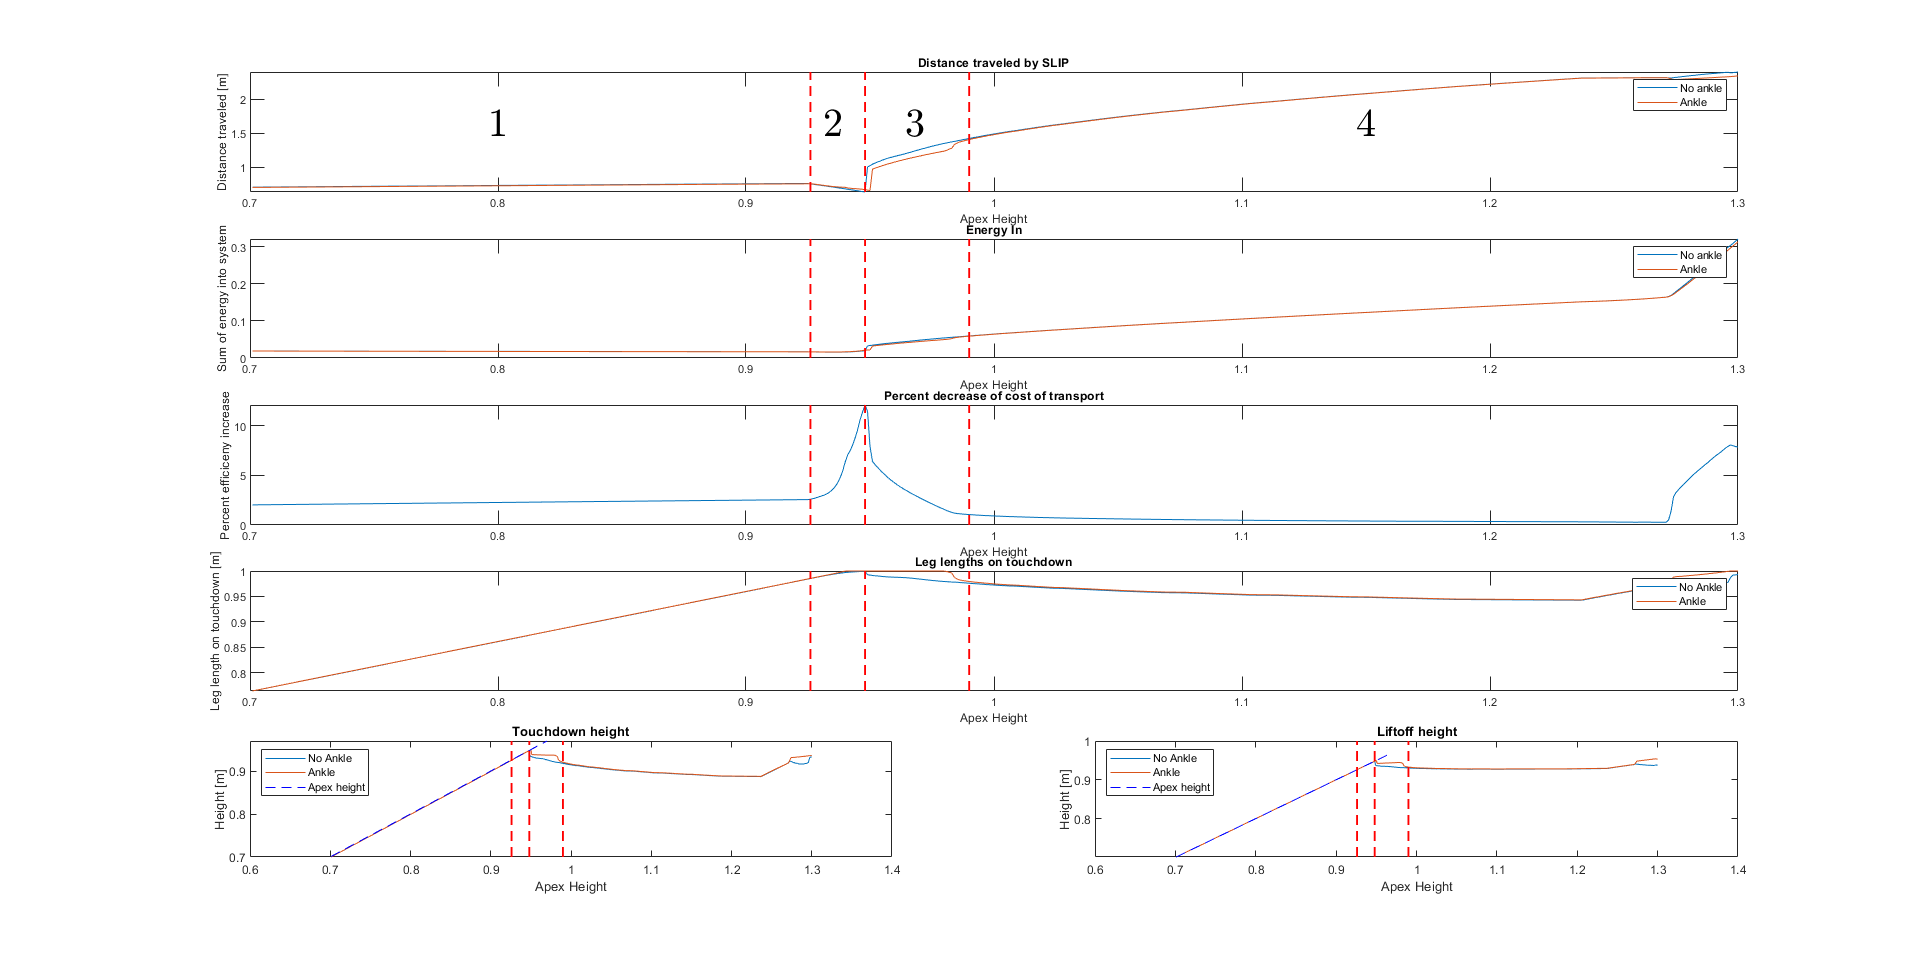 Distance traveled by SLIP
Distance traveled [m]
2
1.5
1
1
2
3
4
No ankle
Ankle
0.7
0.8
0.9
1
1.1
1.2
1.3
Apex Height
Energy In
Sum of energy into system
0.3
0.2
0.1
0
No ankle
Ankle
0.7
0.8
0.9
1
1.1
1.2
1.3
Apex Height
Percent decrease of cost of transport
Percent efficiceny increase
10
5
0
0.7
0.8
0.9
1
1.1
1.2
1.3
Apex Height
Leg lengths on touchdown
Leg length on touchdown [m]
1
0.95
0.9
0.85
0.8
No Ankle
Ankle
0.7
0.8
0.9
1
1.1
1.2
1.3
Apex Height
Touchdown height
Height [m]
0.9
0.8
0.7
No Ankle
Ankle
Apex height
0.6
0.7
0.8
0.9
1
1.1
1.2
1.3
1.4
Apex Height
Liftoff height
Height [m]
1
0.9
0.8
No Ankle
Ankle
Apex height
0.6
0.7
0.8
0.9
1
1.1
1.2
1.3
1.4
Apex Height